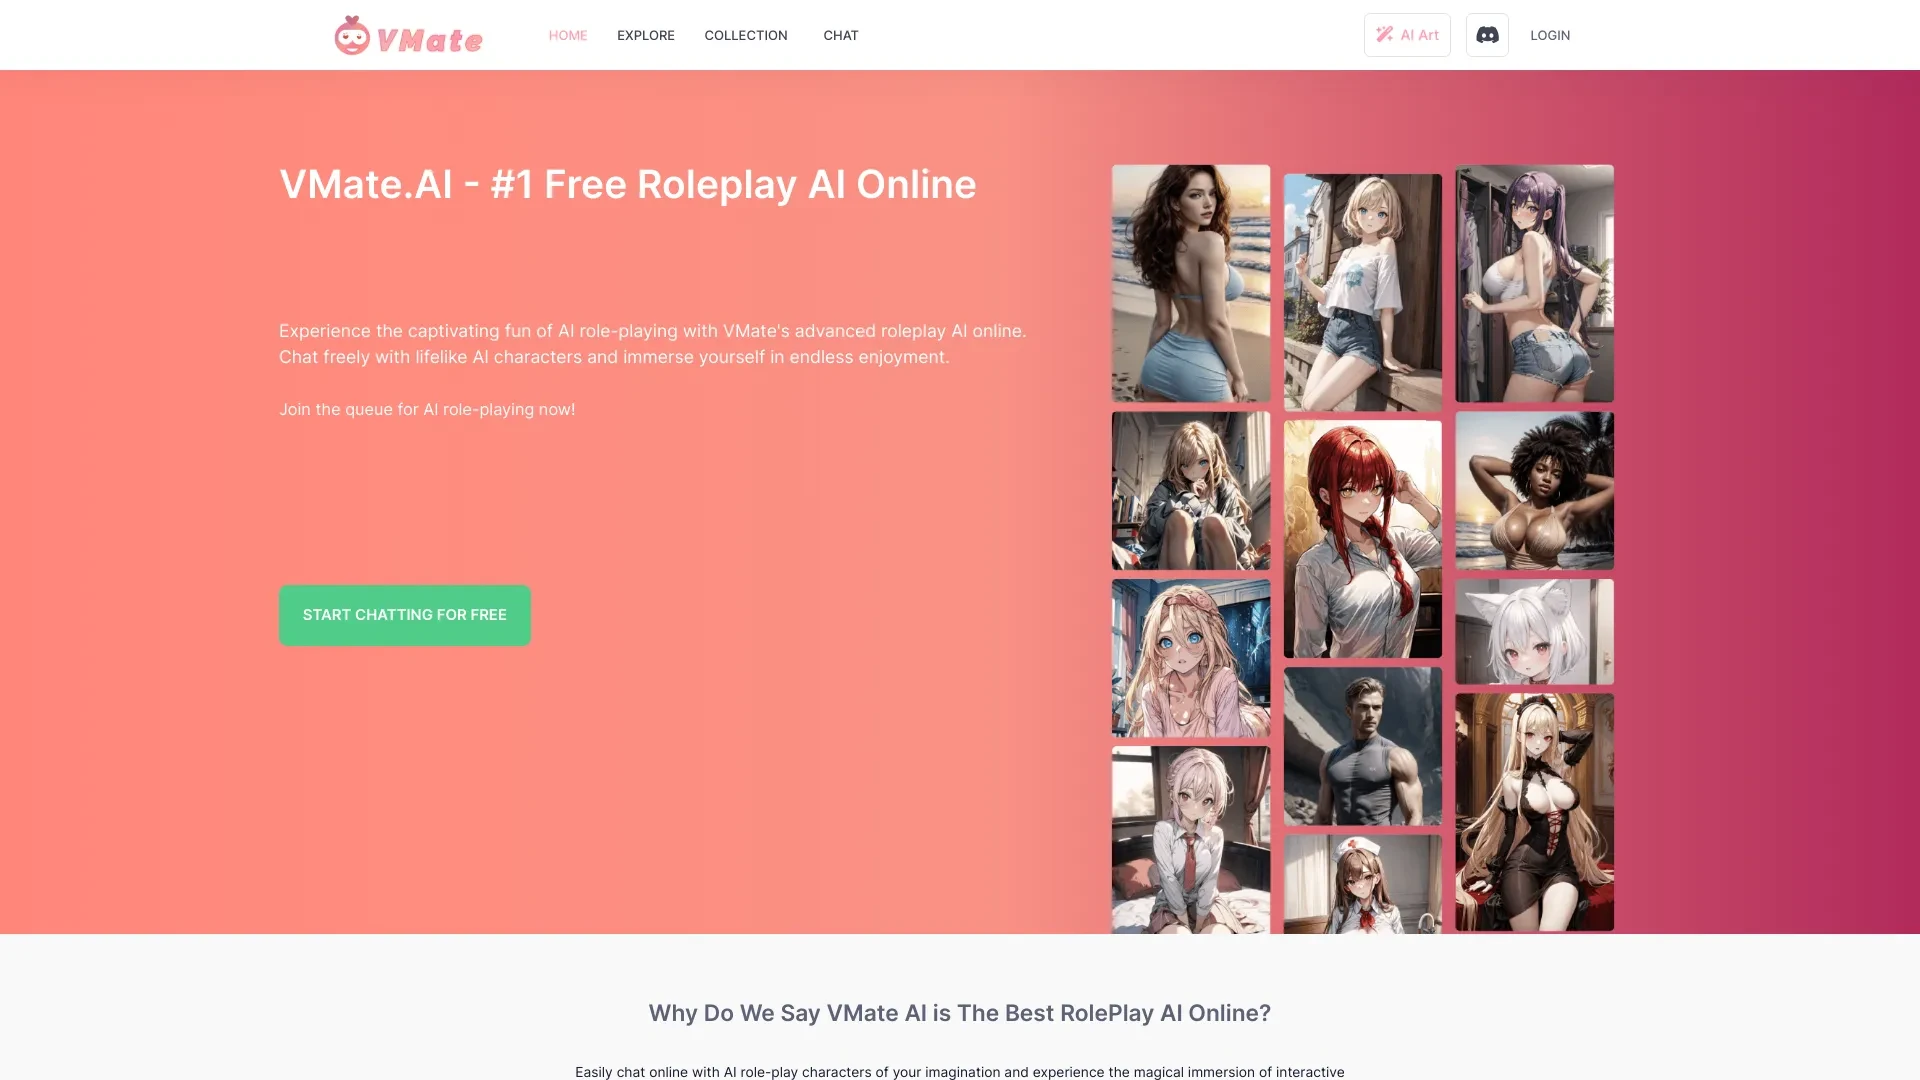 VMate
HOME
EXPLORE
COLLECTION
CHAT
AI Art
LOGIN
VMate.AI - #1 Free Roleplay AI Online
Experience the captivating fun of AI role-playing with VMate's advanced roleplay AI online.
Chat freely with lifelike AI characters and immerse yourself in endless enjoyment.
Join the queue for AI role-playing now!
START CHATTING FOR FREE
Why Do We Say VMate AI is The Best RolePlay AI Online?
Easily chat online with AI role-play characters of your imagination and experience the magical immersion of interactive